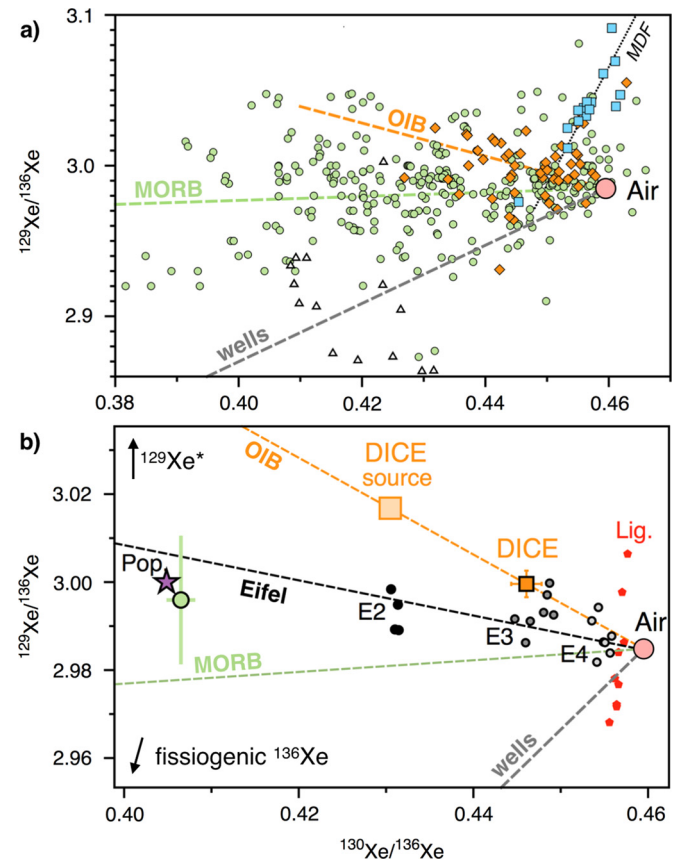 a)
3.1
3.0
2.9
¹²⁹Xe/¹³⁶Xe
MDF
OIB
MORB
Air
wells
0.38
0.40
0.42
0.44
0.46
b)
¹²⁹Xe*
OIB
DICE
source
3.02
DICE
Lig.
Pop
3.00
Eifel
E2
E3
E4
Air
¹²⁹Xe/¹³⁶Xe
2.98
MORB
wells
fissiogenic ¹³⁶Xe
2.96
0.40
0.42
0.44
0.46
¹³⁰Xe/¹³⁶Xe